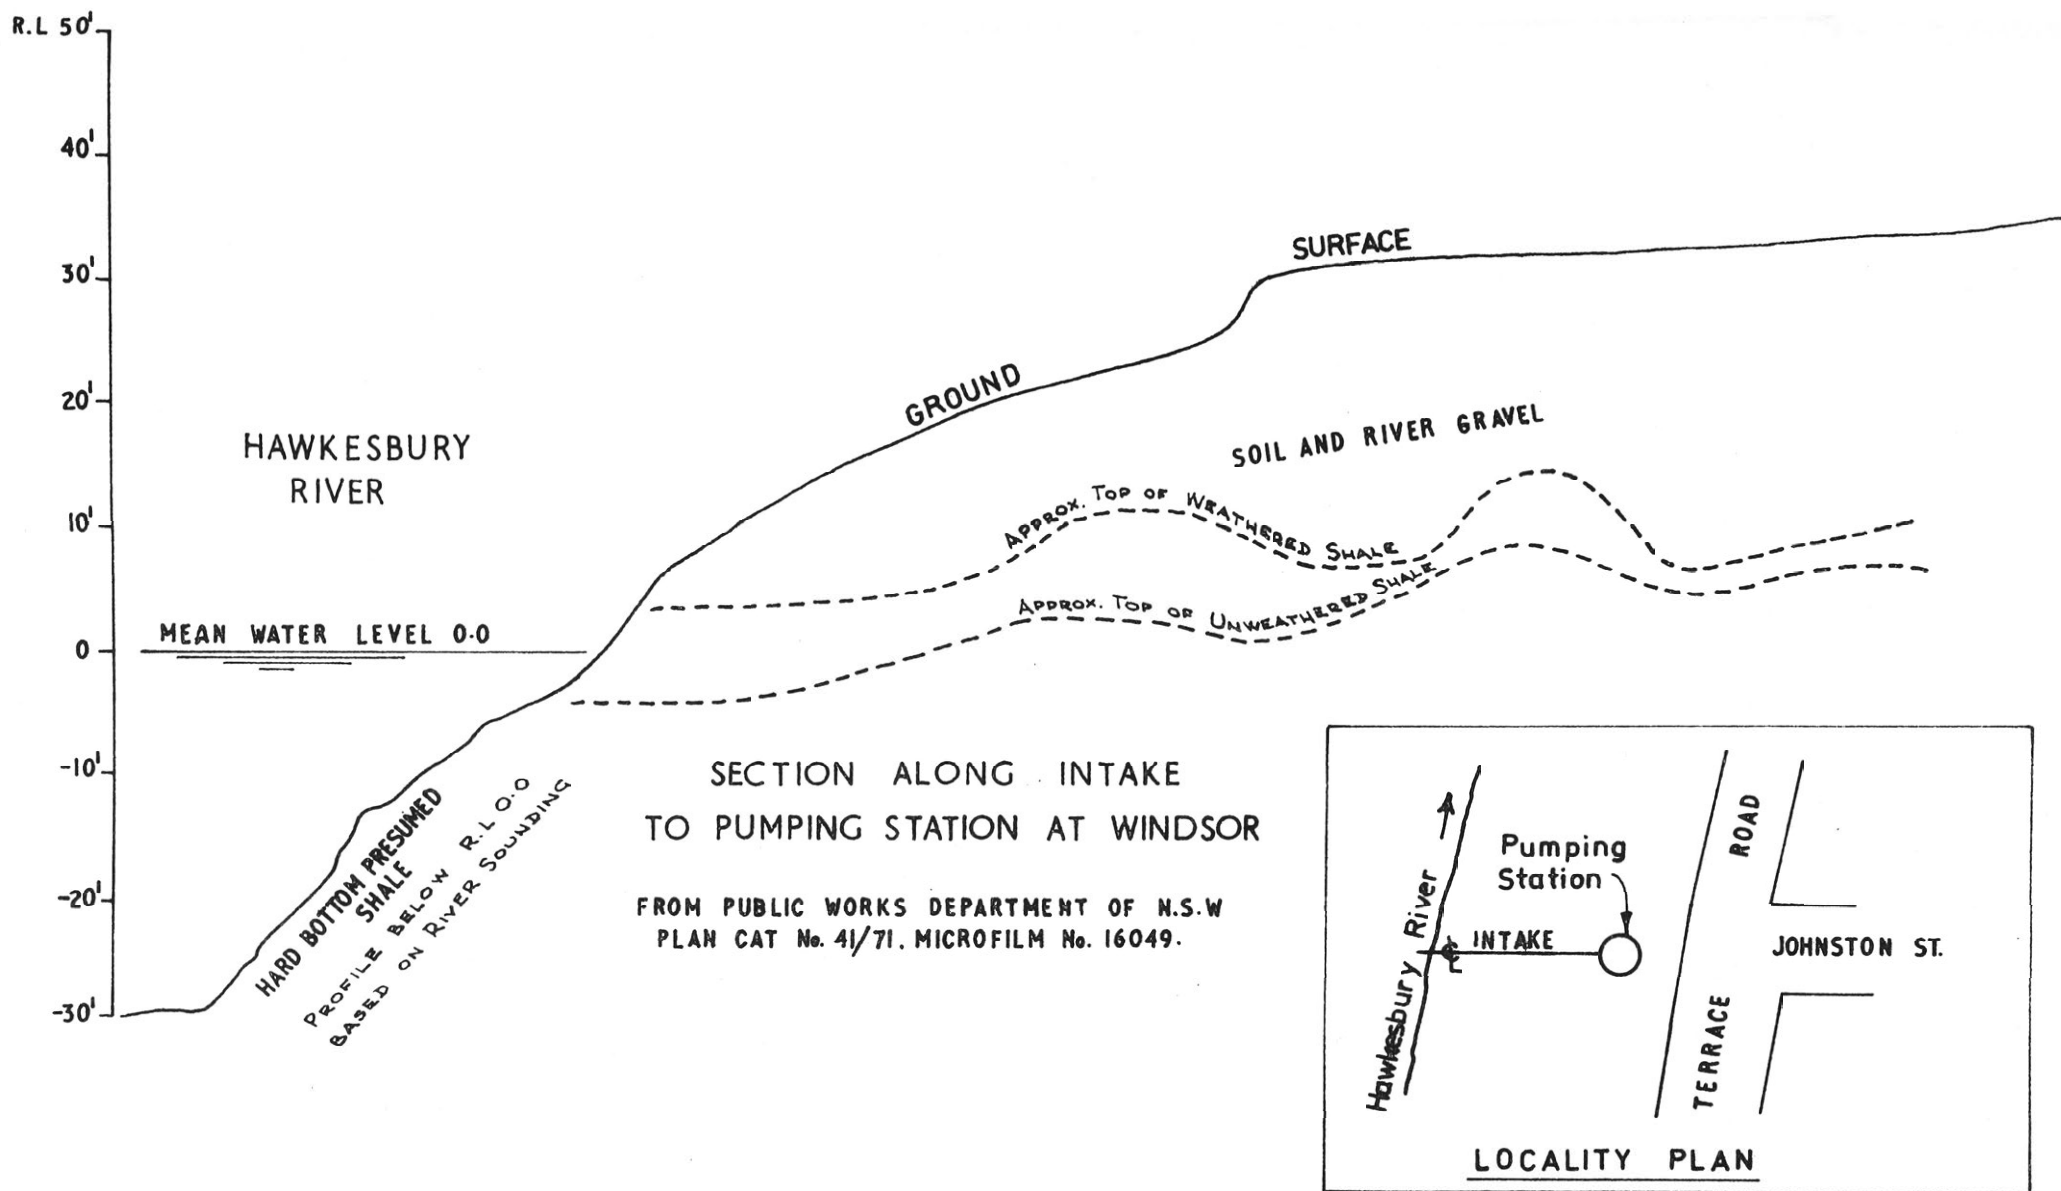 R.L 50'
40'
30'
20'
10'
0
-10'
-20'
-30'
HAWKESBURY
RIVER
MEAN WATER LEVEL 0.0
GROUND
SURFACE
SOIL AND RIVER GRAVEL
APPROX. TOP OF WEATHERED SHALE
APPROX. TOP OF UNWEATHERED SHALE
HARD BOTTOM PRESUMED
SHALE
PROFILE BELOW R.L 0.0
BASED ON RIVER SOUNDING
SECTION ALONG INTAKE
TO PUMPING STATION AT WINDSOR
FROM PUBLIC WORKS DEPARTMENT OF N.S.W
PLAN CAT No. 41/71. MICROFILM No. 16049.
Hawkesbury River
Pumping
Station
INTAKE
℄
TERRACE ROAD
JOHNSTON ST.
LOCALITY PLAN